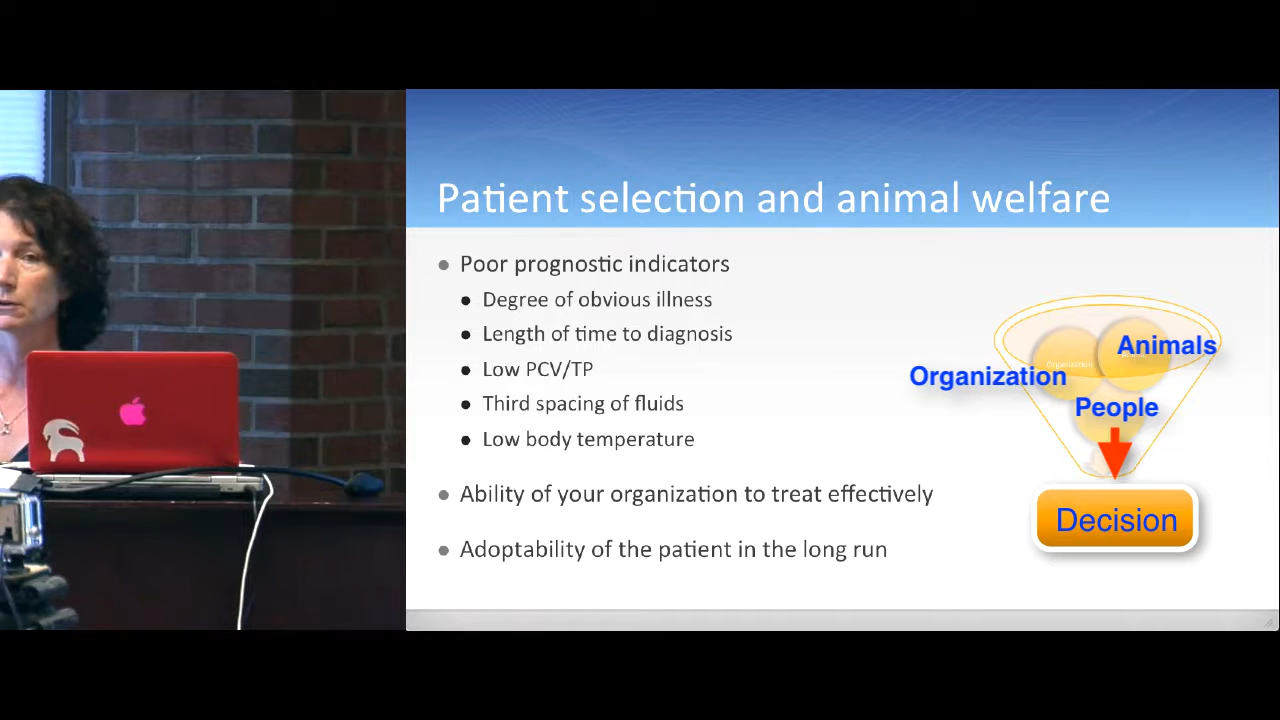 Patient selection and animal welfare
Poor prognostic indicators
Degree of obvious illness
Length of time to diagnosis
Low PCV/TP
Third spacing of fluids
Low body temperature
Ability of your organization to treat effectively
Adoptability of the patient in the long run
Animals
Organization
Organization
People
Decision